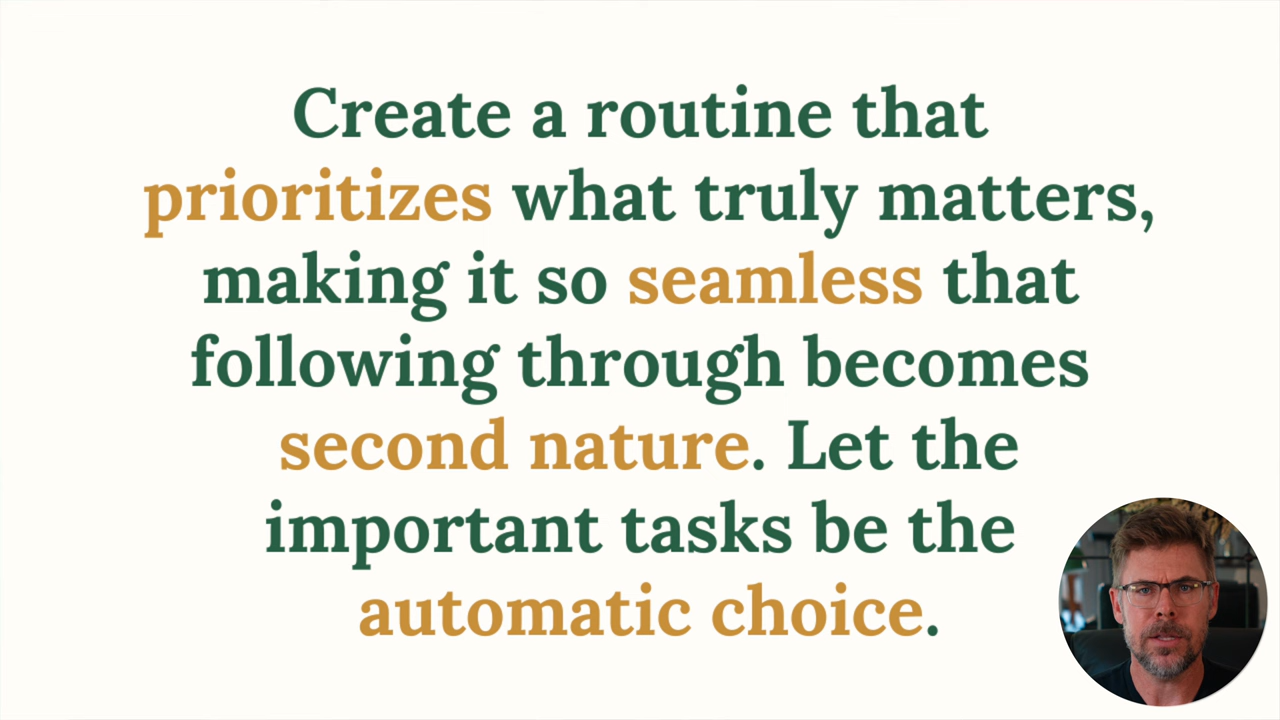 Create a routine that
prioritizes what truly matters,
making it so seamless that
following through becomes
second nature. Let the
important tasks be the
automatic choice.